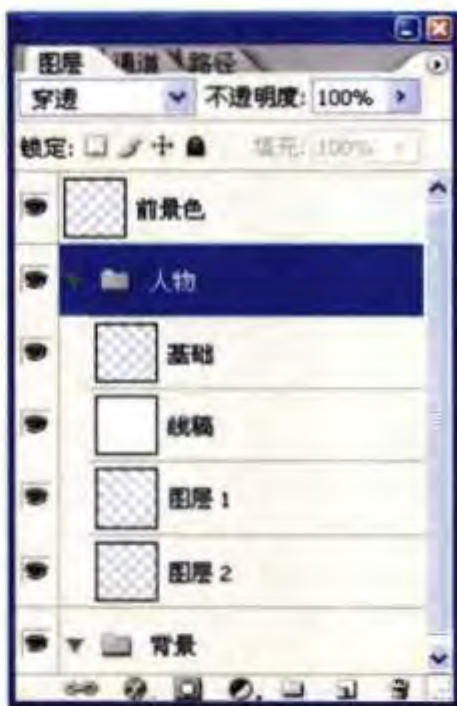 图层 通道 路径
穿透 不透明度: 100%
锁定: 填充: 100%
前景色
人物
基础
线稿
图层 1
图层 2
背景